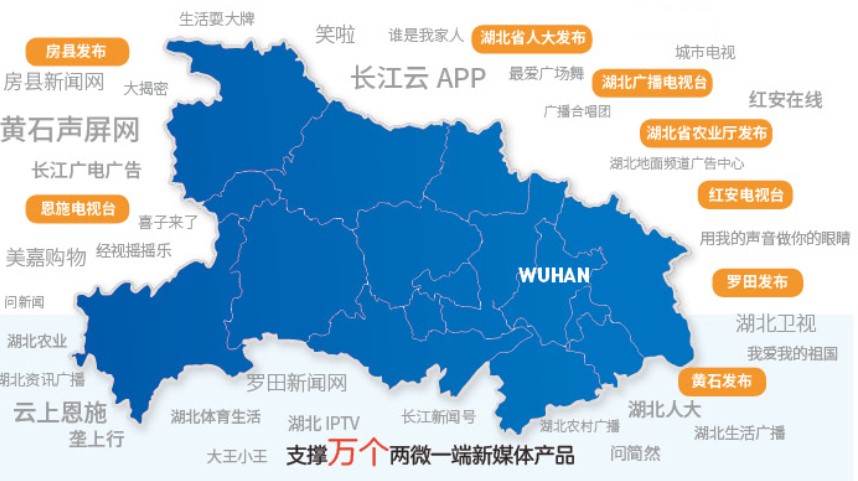 生活耍大牌
笑啦
谁是我家人
湖北省人大发布
房县发布
城市电视
房县新闻网
大揭密
长江云 APP
最爱广场舞
湖北广播电视台
红安在线
广播合唱团
黄石声屏网
湖北省农业厅发布
长江广电广告
湖北地面频道广告中心
红安电视台
恩施电视台
喜子来了
用我的声音做你的眼睛
美嘉购物
经视摇摇乐
WUHAN
罗田发布
问新闻
湖北卫视
湖北农业
我爱我的祖国
湖北资讯广播
罗田新闻网
黄石发布
云上恩施
湖北体育生活
湖北 IPTV
长江新闻号
湖北人大
垄上行
湖北农村广播
湖北生活广播
大王小王
支撑万个两微一端新媒体产品
问简然